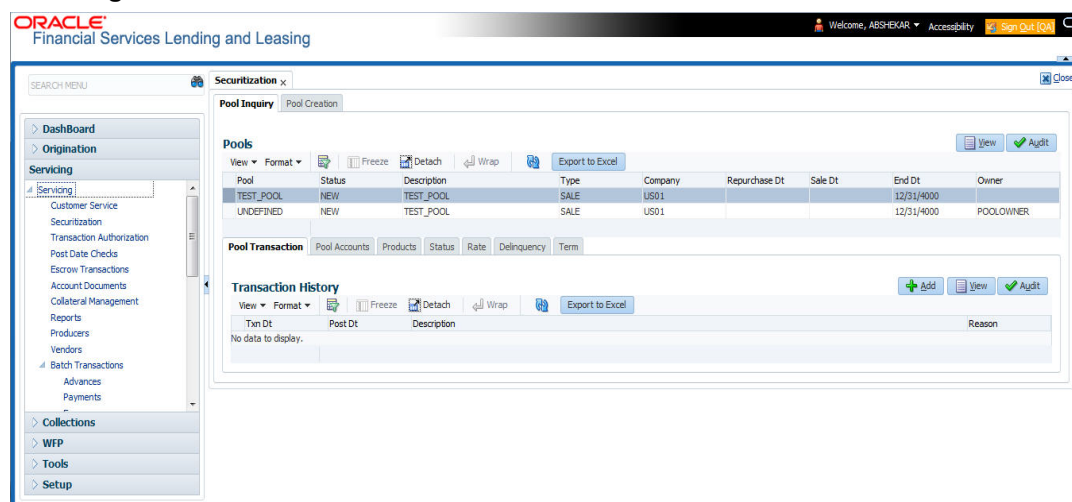 ORACLE
Financial Services Lending and Leasing
Welcome, ABSHEKAR Accessibility Sign Out [QA]
SEARCH MENU
DashBoard
Origination
Servicing
Servicing
Customer Service
Securitization
Transaction Authorization
Post Date Checks
Escrow Transactions
Account Documents
Collateral Management
Reports
Producers
Vendors
Batch Transactions
Advances
Payments
Collections
WFP
Tools
Setup
Securitization x Close
Pool Inquiry Pool Creation
Pools View Audit
View Format Freeze Detach Wrap Export to Excel
Pool Status Description Type Company Repurchase Dt Sale Dt End Dt Owner
TEST_POOL NEW TEST_POOL SALE US01 12/31/4000
UNDEFINED NEW TEST_POOL SALE US01 12/31/4000 POOLOWNER
Pool Transaction Pool Accounts Products Status Rate Delinquency Term
Transaction History Add View Audit
View Format Freeze Detach Wrap Export to Excel
Txn Dt Post Dt Description Reason
No data to display.